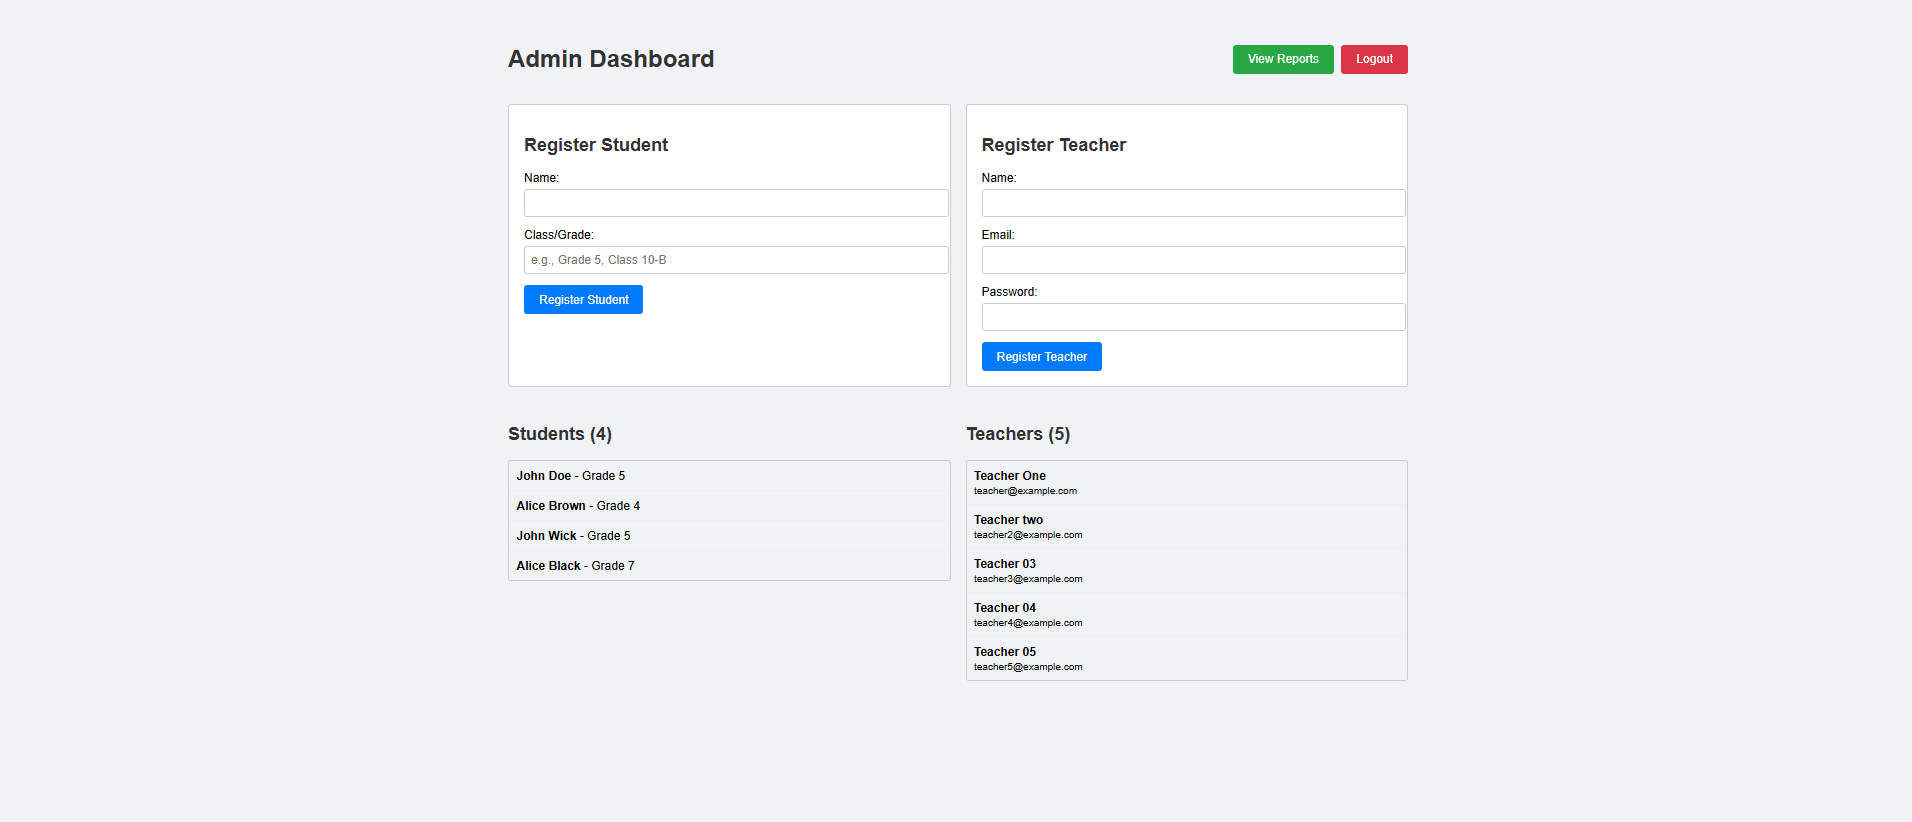 Admin Dashboard
View Reports
Logout
Register Student
Name:
Class/Grade:
e.g., Grade 5, Class 10-B
Register Student
Register Teacher
Name:
Email:
Password:
Register Teacher
Students (4)
John Doe - Grade 5
Alice Brown - Grade 4
John Wick - Grade 5
Alice Black - Grade 7
Teachers (5)
Teacher One
teacher@example.com
Teacher two
teacher2@example.com
Teacher 03
teacher3@example.com
Teacher 04
teacher4@example.com
Teacher 05
teacher5@example.com